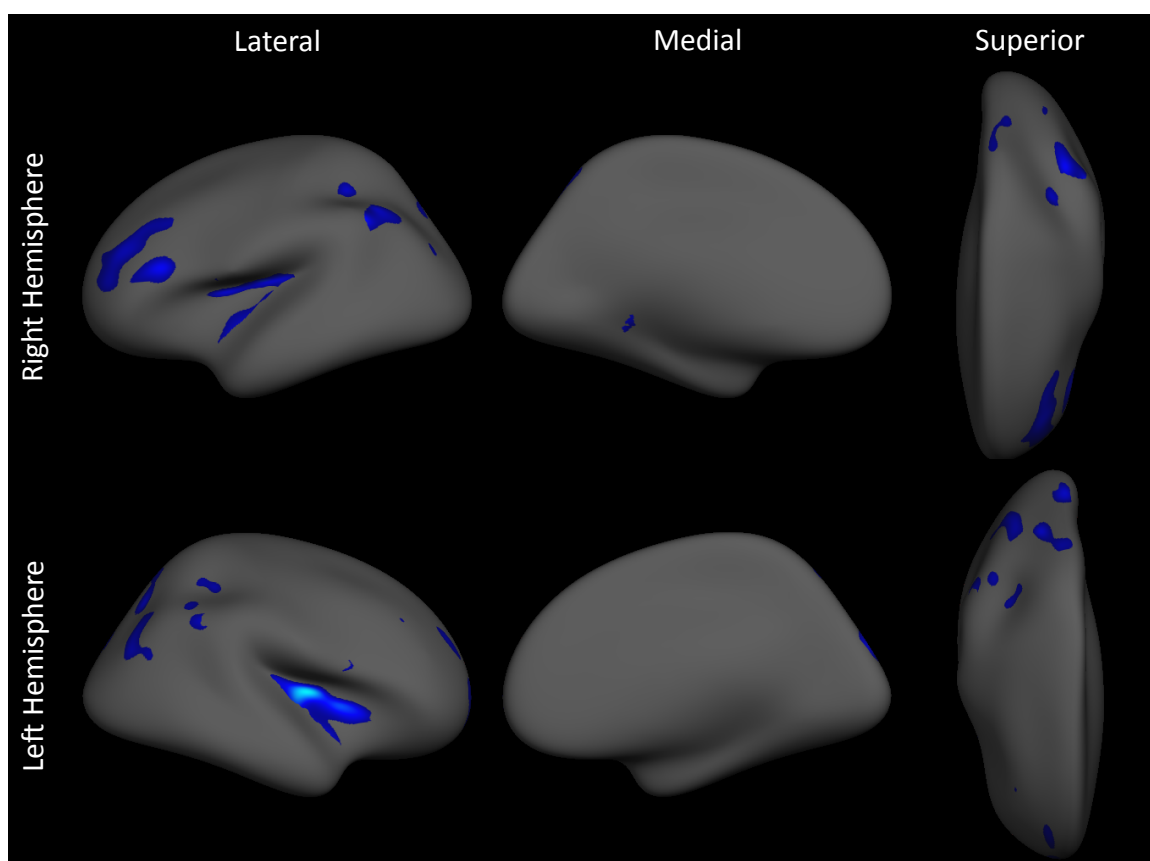 Lateral
Medial
Superior
Right Hemisphere
Left Hemisphere